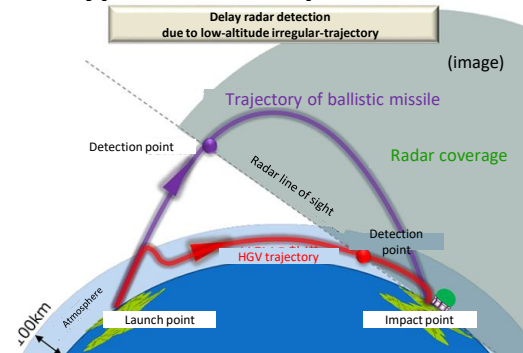 Delay radar detection
due to low-altitude irregular-trajectory
(image)
Trajectory of ballistic missile
Detection point
Radar coverage
Radar line of sight
Detection
point
HGV trajectory
Atmosphere
100km
Launch point
Impact point